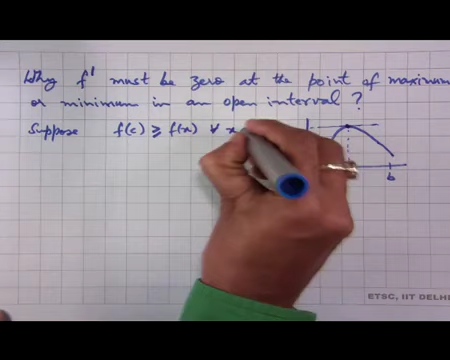 Why f' must be zero at the point of maximum
or minimum in an open interval ?
Suppose f(c) ≥ f(x) ∀ x
b
ETSC, IIT DELHI